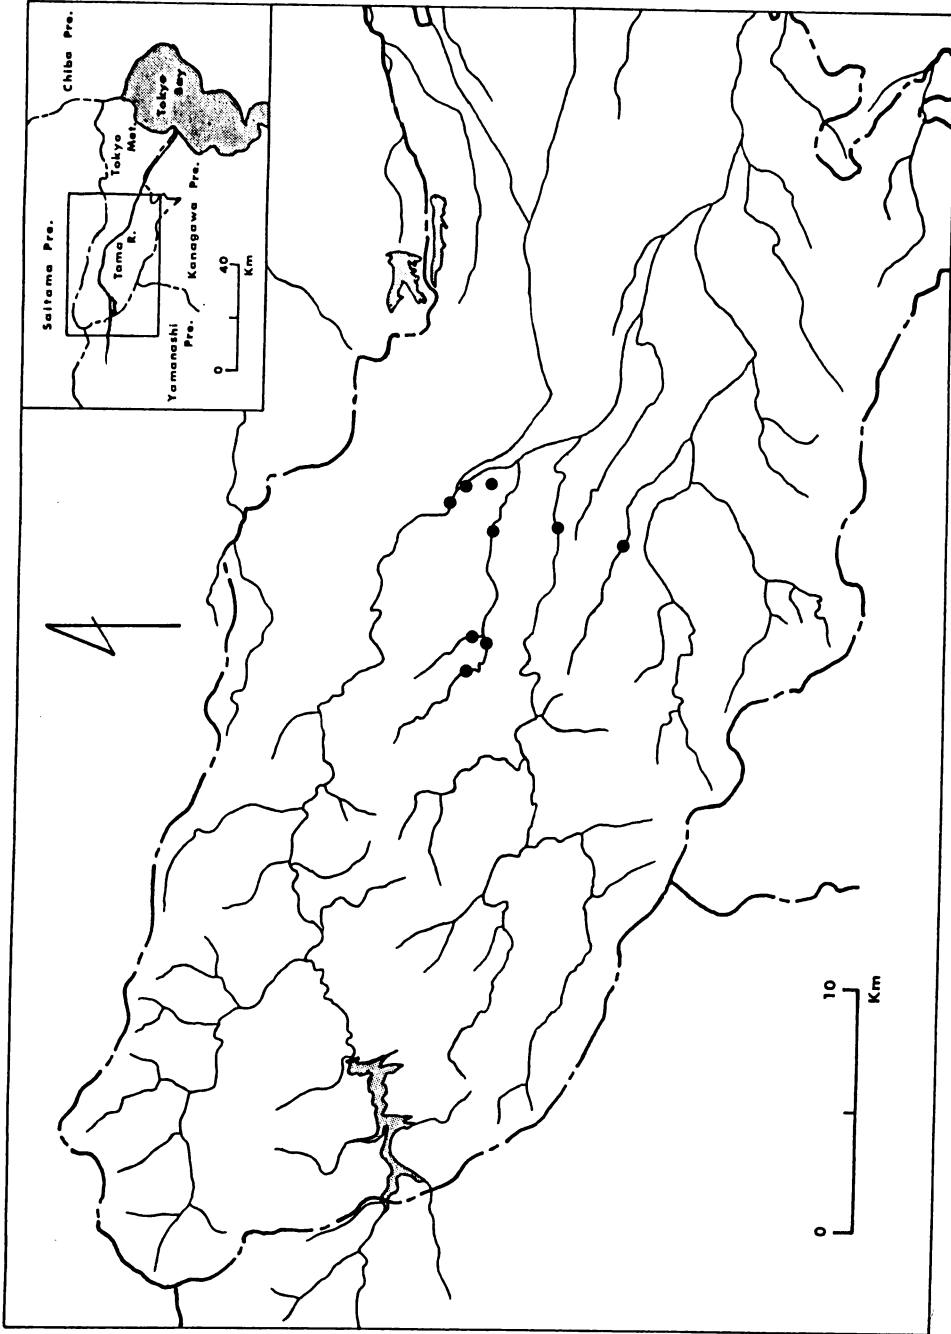 Saitama Pre.
Chiba Pre.
Tokyo
Met.
Tokyo
Bay
Tama
R.
Kanagawa Pre.
Yamanashi
Pre.
0 40
Km
0 10
Km